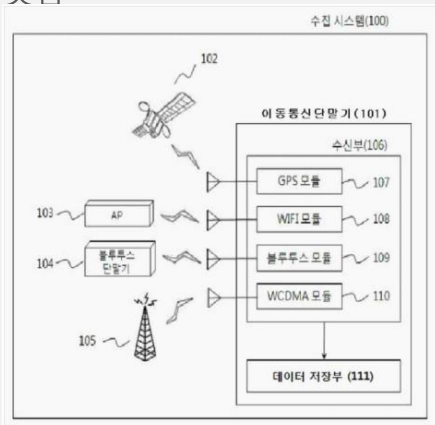 수집 시스템(100)
102
이동통신단말기(101)
수신부(106)
GPS 모듈
107
103
AP
WIFI 모듈
108
104
블루투스
단말기
블루투스 모듈
109
WCDMA 모듈
110
105
데이터 저장부 (111)